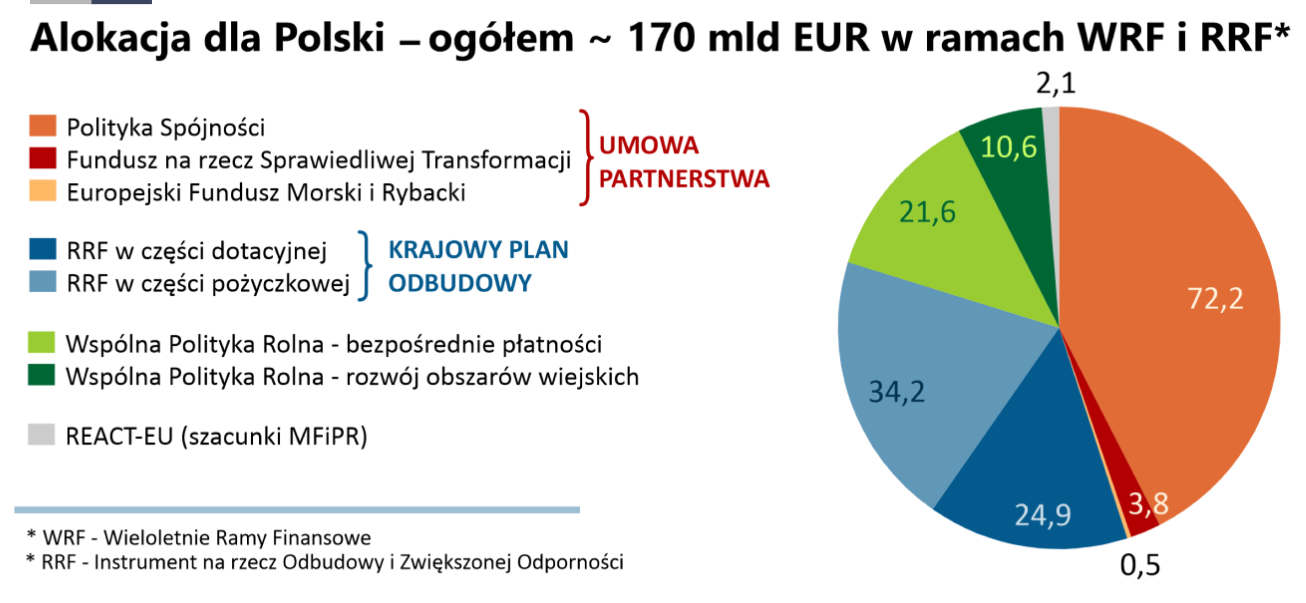 Alokacja dla Polski – ogółem ~ 170 mld EUR w ramach WRF i RRF*
Polityka Spójności
Fundusz na rzecz Sprawiedliwej Transformacji
Europejski Fundusz Morski i Rybacki
UMOWA
PARTNERSTWA
RRF w części dotacyjnej
RRF w części pożyczkowej
KRAJOWY PLAN
ODBUDOWY
Wspólna Polityka Rolna - bezpośrednie płatności
Wspólna Polityka Rolna - rozwój obszarów wiejskich
REACT-EU (szacunki MFiPR)
* WRF - Wieloletnie Ramy Finansowe
* RRF - Instrument na rzecz Odbudowy i Zwiększonej Odporności
2,1
10,6
21,6
72,2
34,2
24,9
3,8
0,5